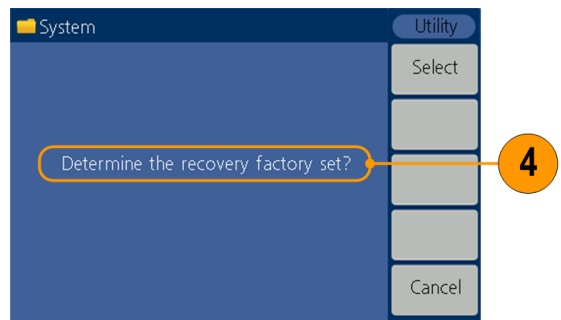 System
Utility
Select
Determine the recovery factory set?
4
Cancel